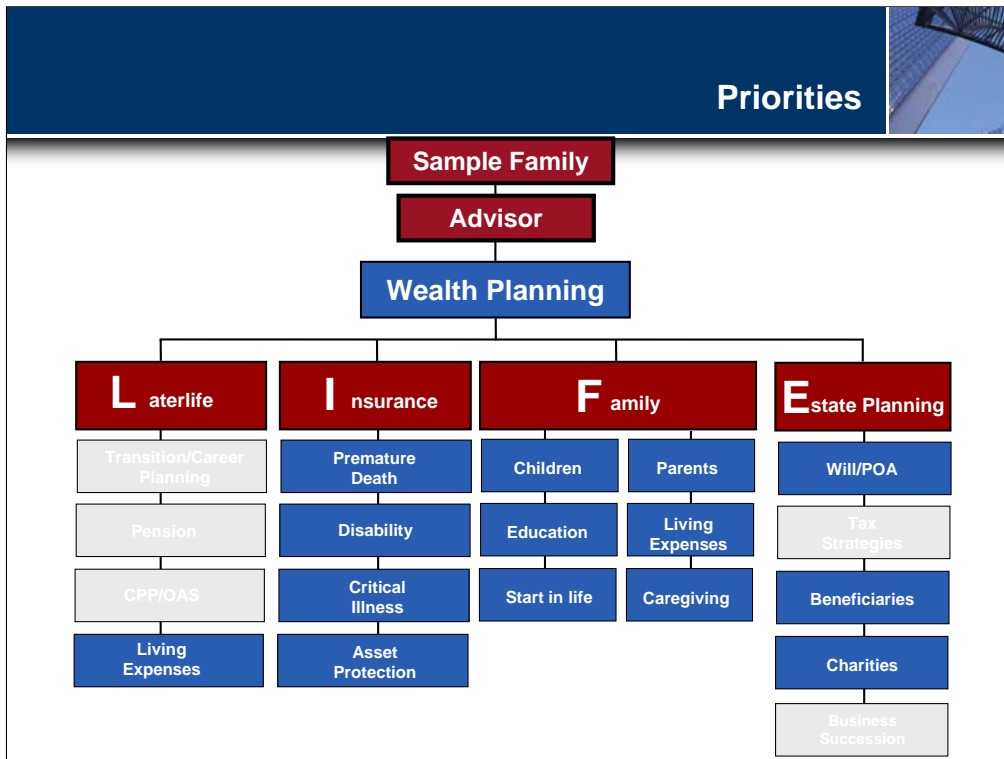 Priorities
Sample Family
Advisor
Wealth Planning
L aterlife
I nsurance
F amily
Estate Planning
Transition/Career
Planning
Pension
CPP/OAS
Living
Expenses
Premature
Death
Disability
Critical
Illness
Asset
Protection
Children
Education
Start in life
Parents
Living
Expenses
Caregiving
Will/POA
Tax
Strategies
Beneficiaries
Charities
Business
Succession